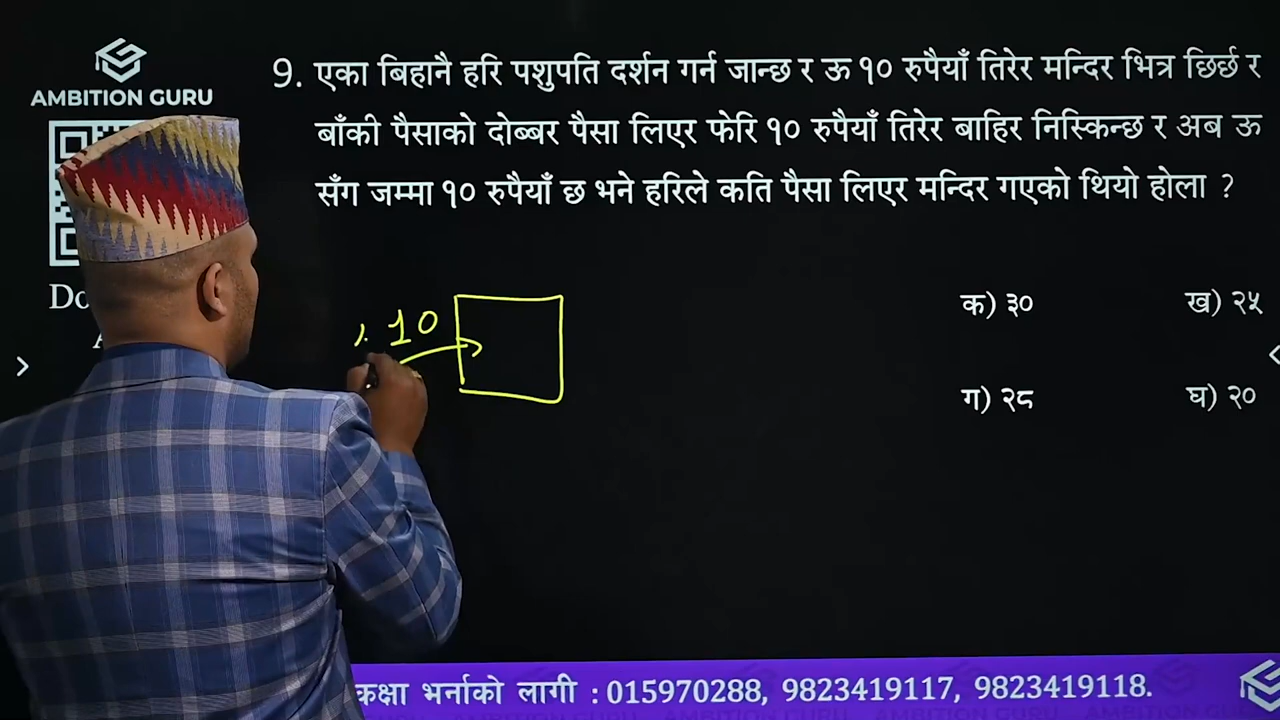 AMBITION GURU
9. एका बिहानै हरि पशुपति दर्शन गर्न जान्छ र ऊ १० रुपैयाँ तिरेर मन्दिर भित्र छिर्छ र
बाँकी पैसाको दोब्बर पैसा लिएर फेरि १० रुपैयाँ तिरेर बाहिर निस्किन्छ र अब ऊ
सँग जम्मा १० रुपैयाँ छ भने हरिले कति पैसा लिएर मन्दिर गएको थियो होला ?
क) ३०
ख) २५
ग) २८
घ) २०
10
कक्षा भर्नाको लागी : 015970288, 9823419117, 9823419118.